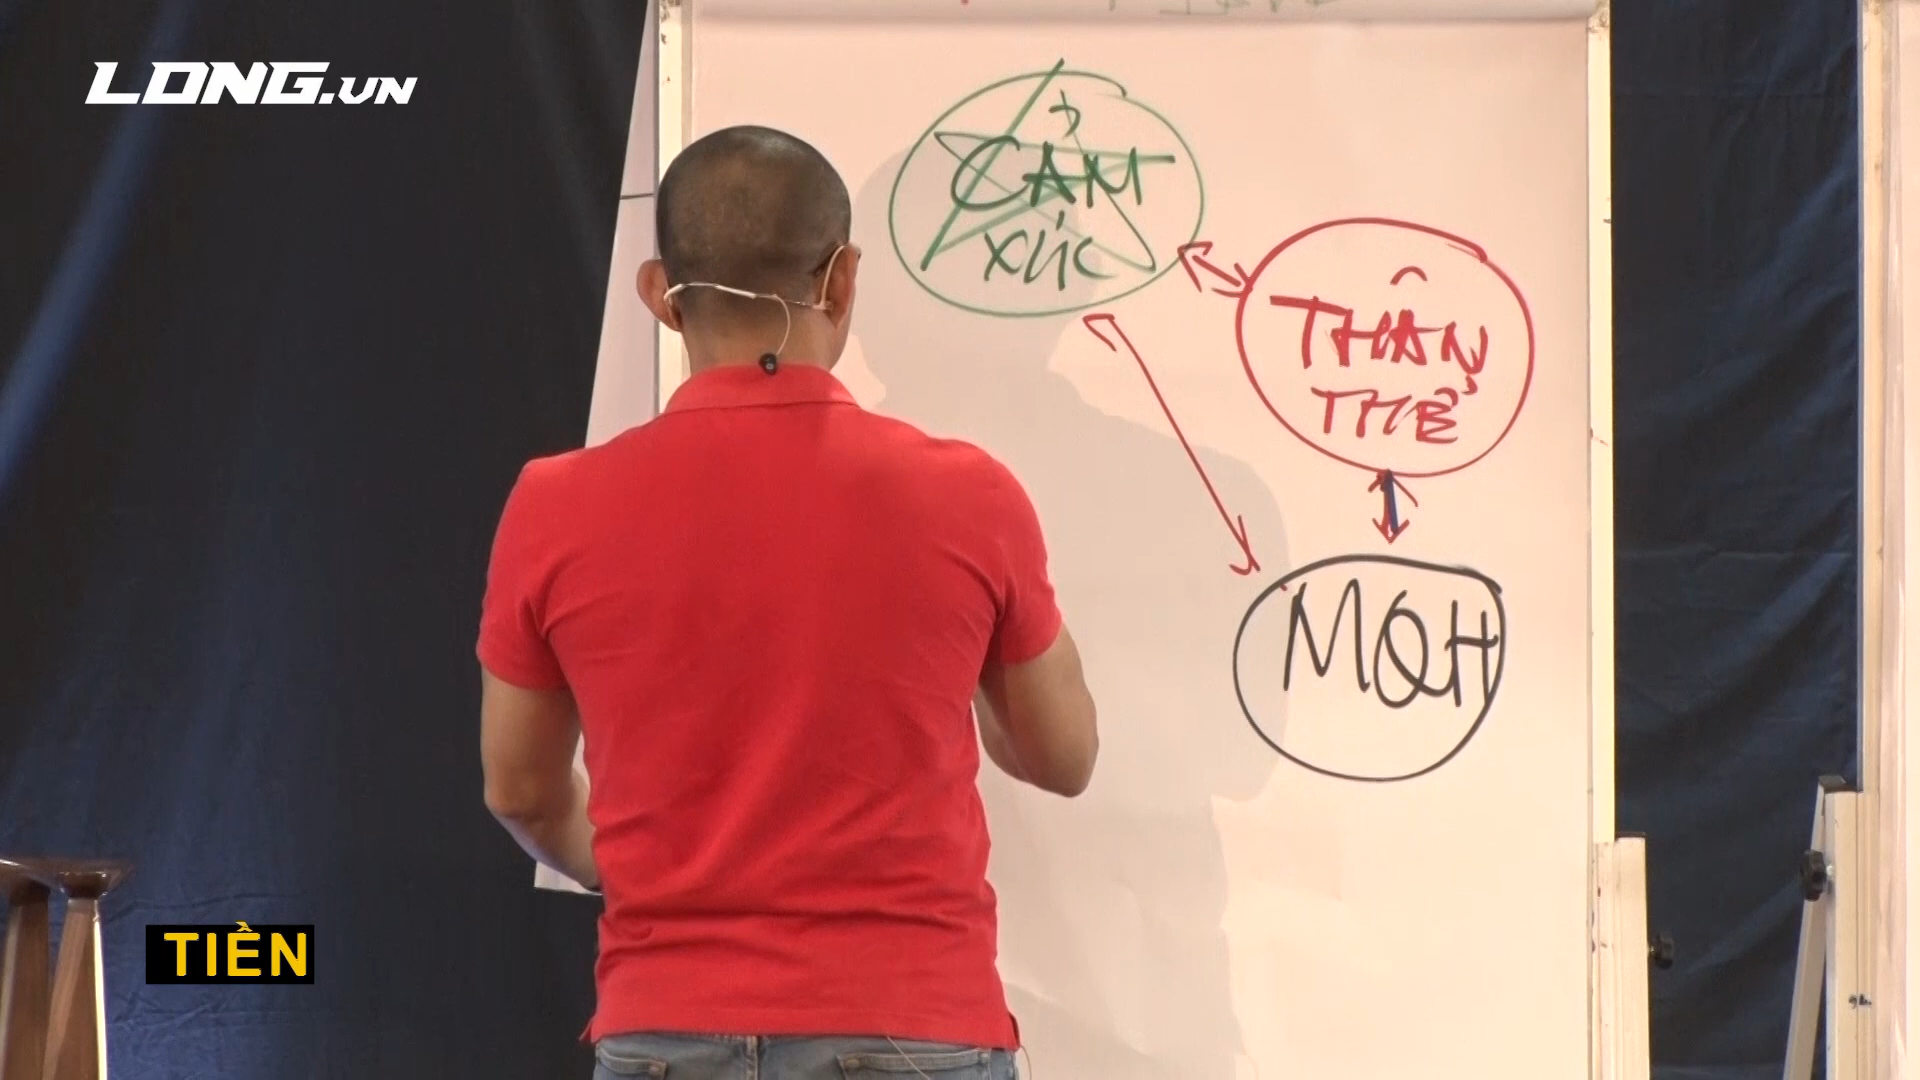 LONG.VN
CẢM
XÚC
THÂN
THỂ
MQH
TIỀN